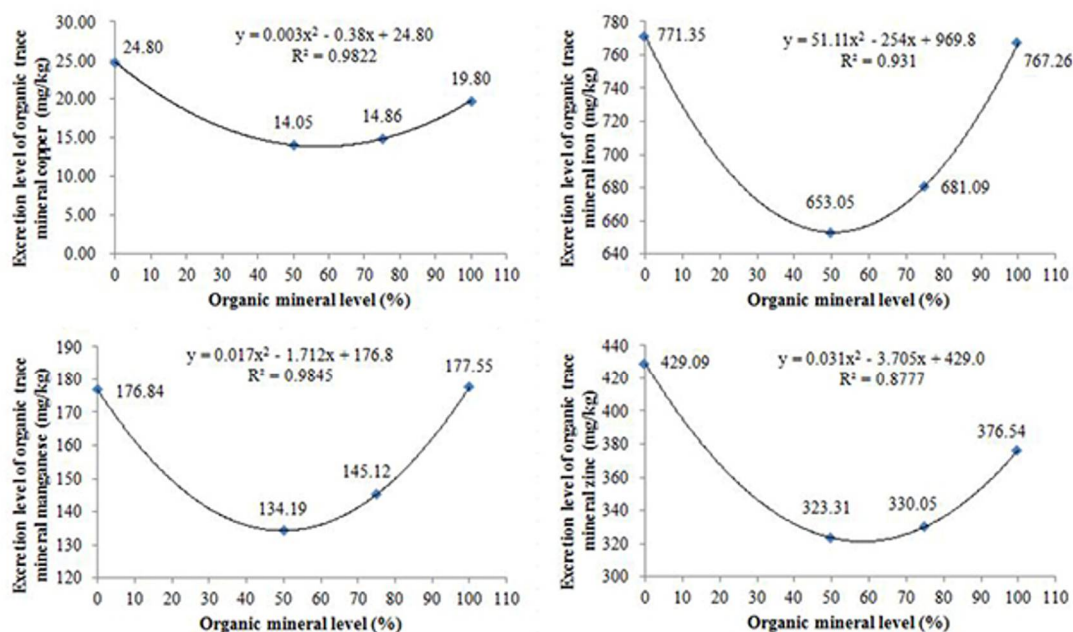 Excretion level of organic trace
mineral copper (mg/kg)
30.00
25.00
20.00
15.00
10.00
5.00
0.00
y = 0.003x² - 0.38x + 24.80
R² = 0.9822
24.80
14.05
14.86
19.80
0 10 20 30 40 50 60 70 80 90 100 110
Organic mineral level (%)
Excretion level of organic trace
mineral iron (mg/kg)
760
740
720
700
680
660
640
y = 51.11x² - 254x + 969.8
R² = 0.931
771.35
653.05
681.09
767.26
0 10 20 30 40 50 60 70 80 90 100 110
Organic mineral level (%)
Excretion level of organic trace
mineral manganese (mg/kg)
190
180
170
160
150
140
130
120
y = 0.017x² - 1.712x + 176.8
R² = 0.9845
176.84
134.19
145.12
177.55
0 10 20 30 40 50 60 70 80 90 100 110
Organic mineral level (%)
Excretion level of organic trace
mineral zinc (mg/kg)
440
420
400
380
360
340
320
300
y = 0.031x² - 3.705x + 429.0
R² = 0.8777
429.09
323.31
330.05
376.54
0 10 20 30 40 50 60 70 80 90 100 110
Organic mineral level (%)